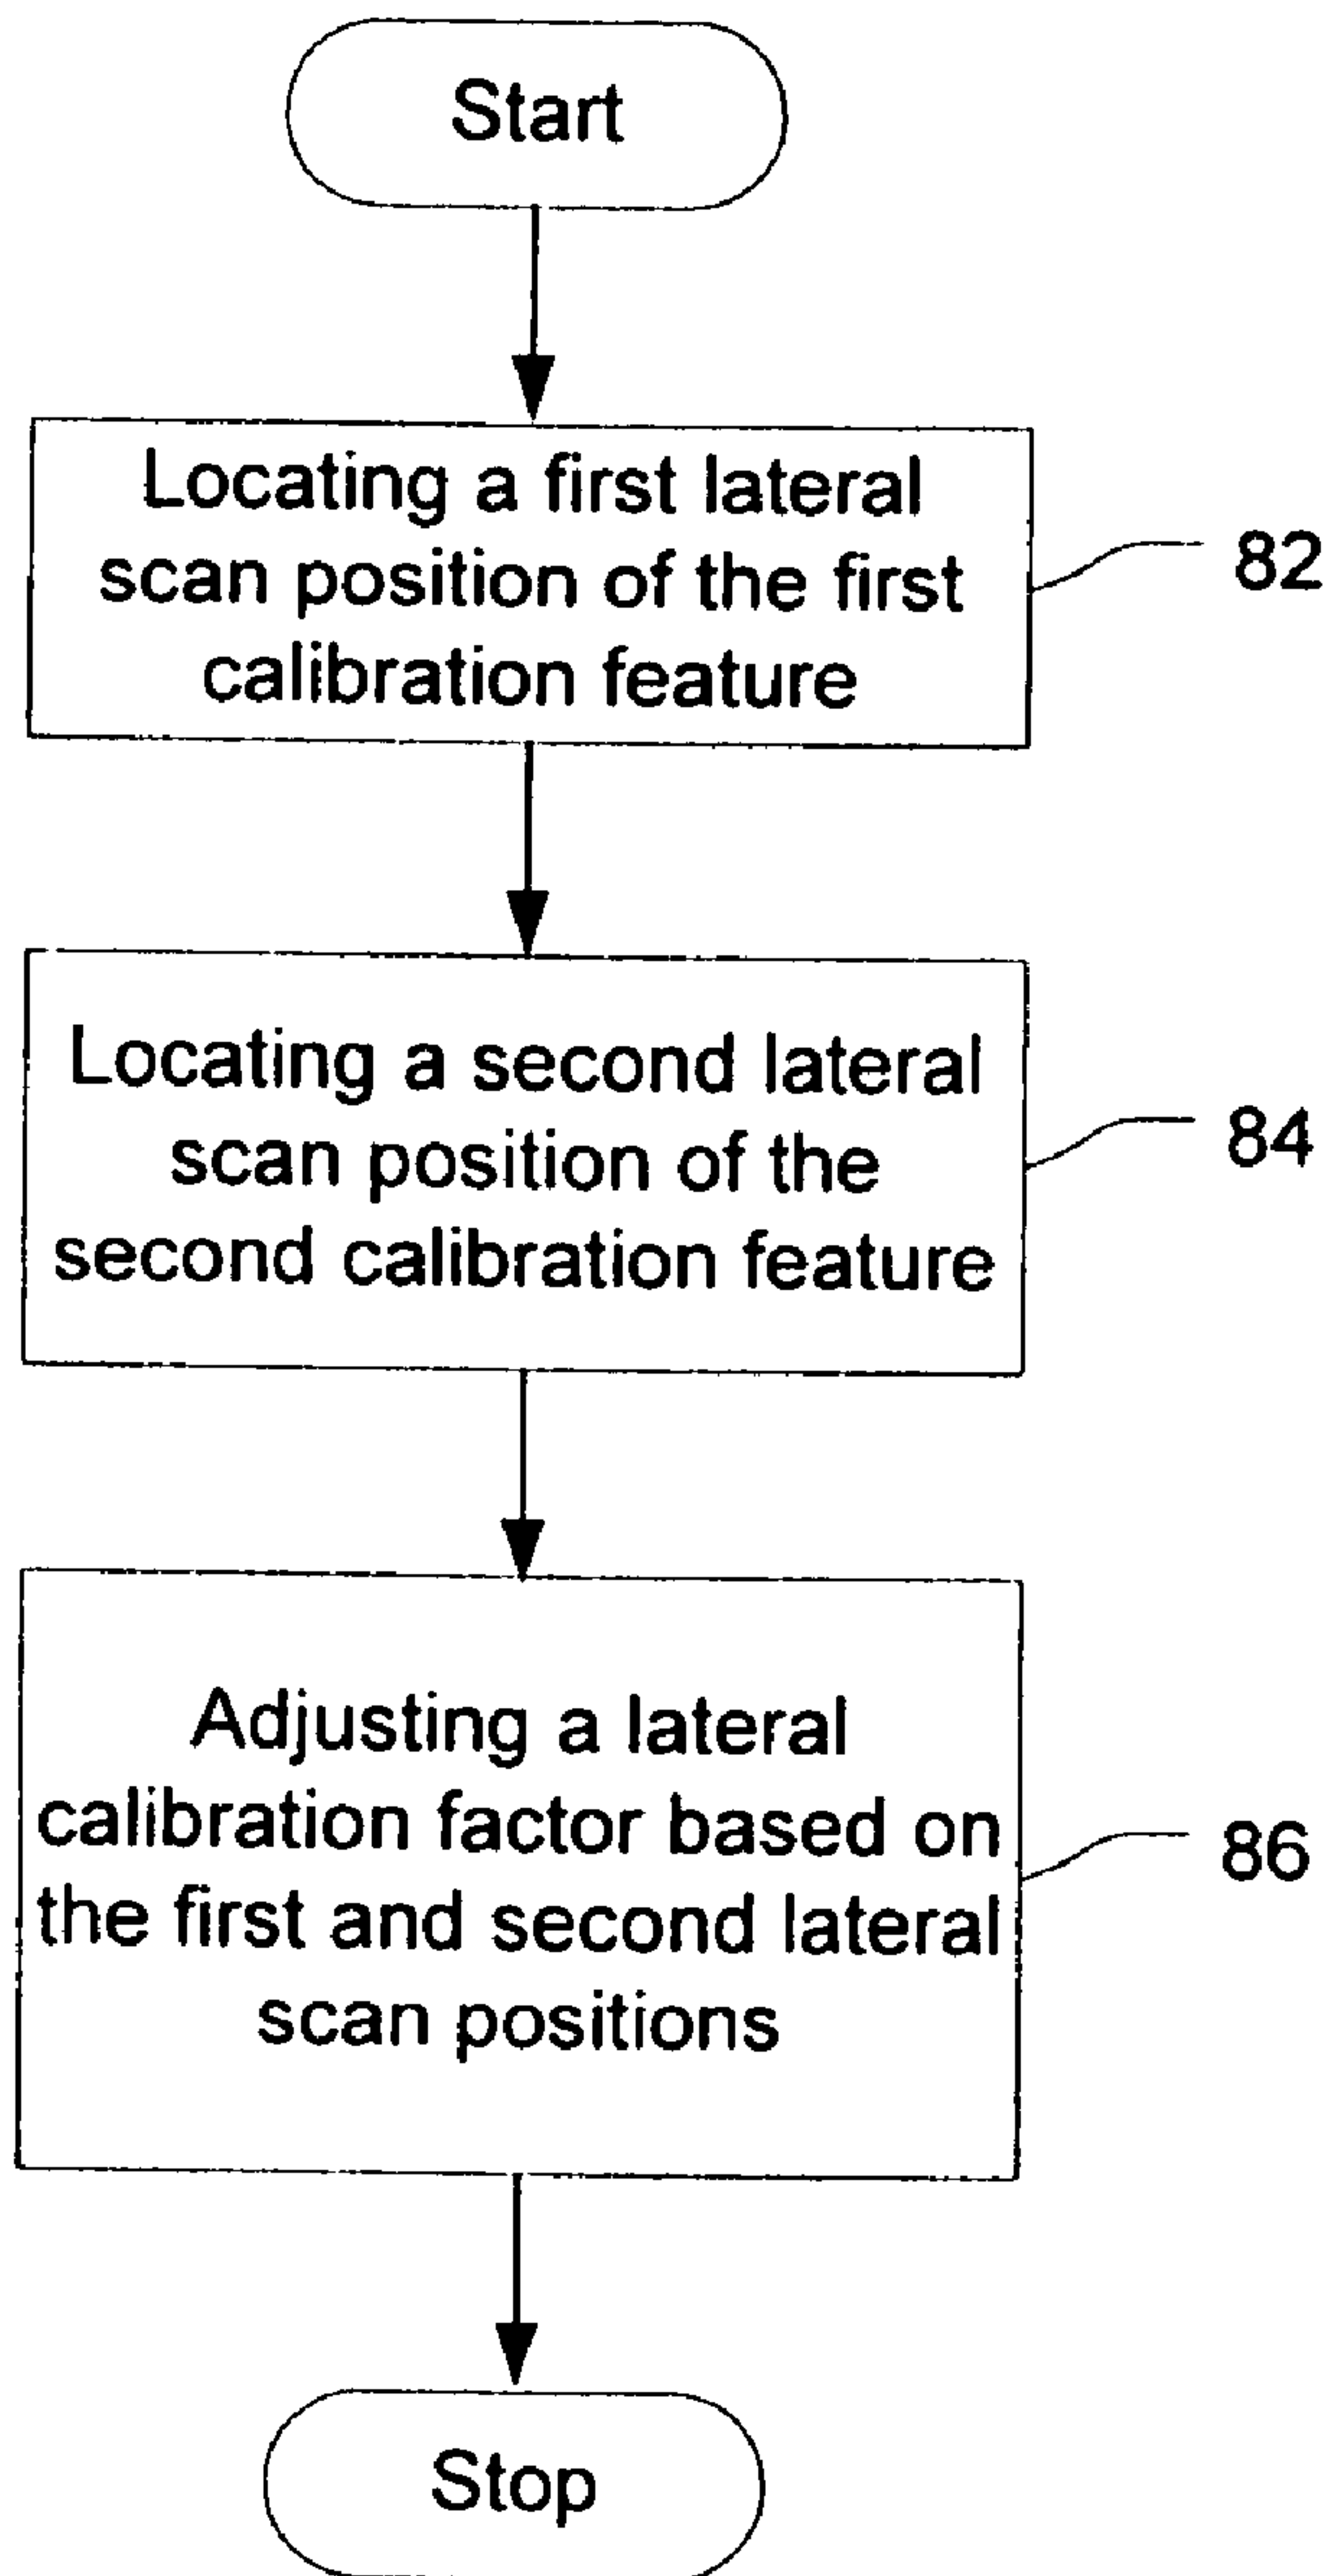 Start
Locating a first lateral
scan position of the first
calibration feature
82
Locating a second lateral
scan position of the
second calibration feature
84
Adjusting a lateral
calibration factor based on
the first and second lateral
scan positions
86
Stop